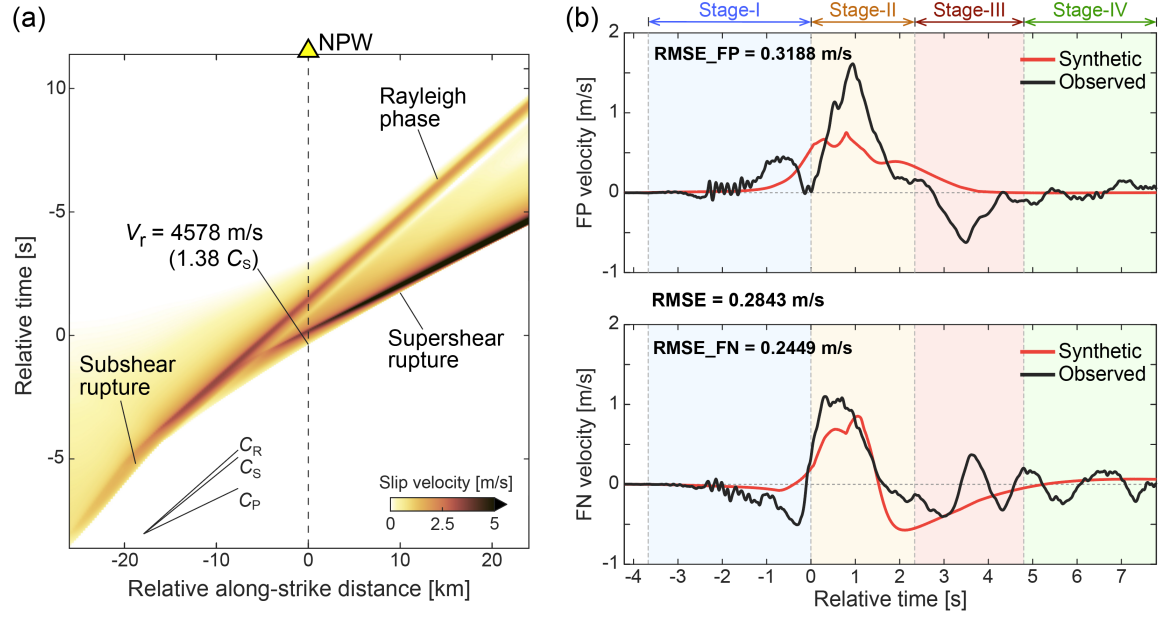 (a)
NPW
10
-5
0
-5
Relative time [s]
Rayleigh
phase
Vr = 4578 m/s
(1.38 CS)
Supershear
rupture
Subshear
rupture
CR
CS
CP
Slip velocity [m/s]
0 2.5 5
-20 -10 0 10 20
Relative along-strike distance [km]
(b)
Stage-I Stage-II Stage-III Stage-IV
2
1
0
-1
FP velocity [m/s]
RMSE_FP = 0.3188 m/s
Synthetic
Observed
RMSE = 0.2843 m/s
2
1
0
-1
FN velocity [m/s]
RMSE_FN = 0.2449 m/s
Synthetic
Observed
-4 -3 -2 -1 0 1 2 3 4 5 6 7
Relative time [s]